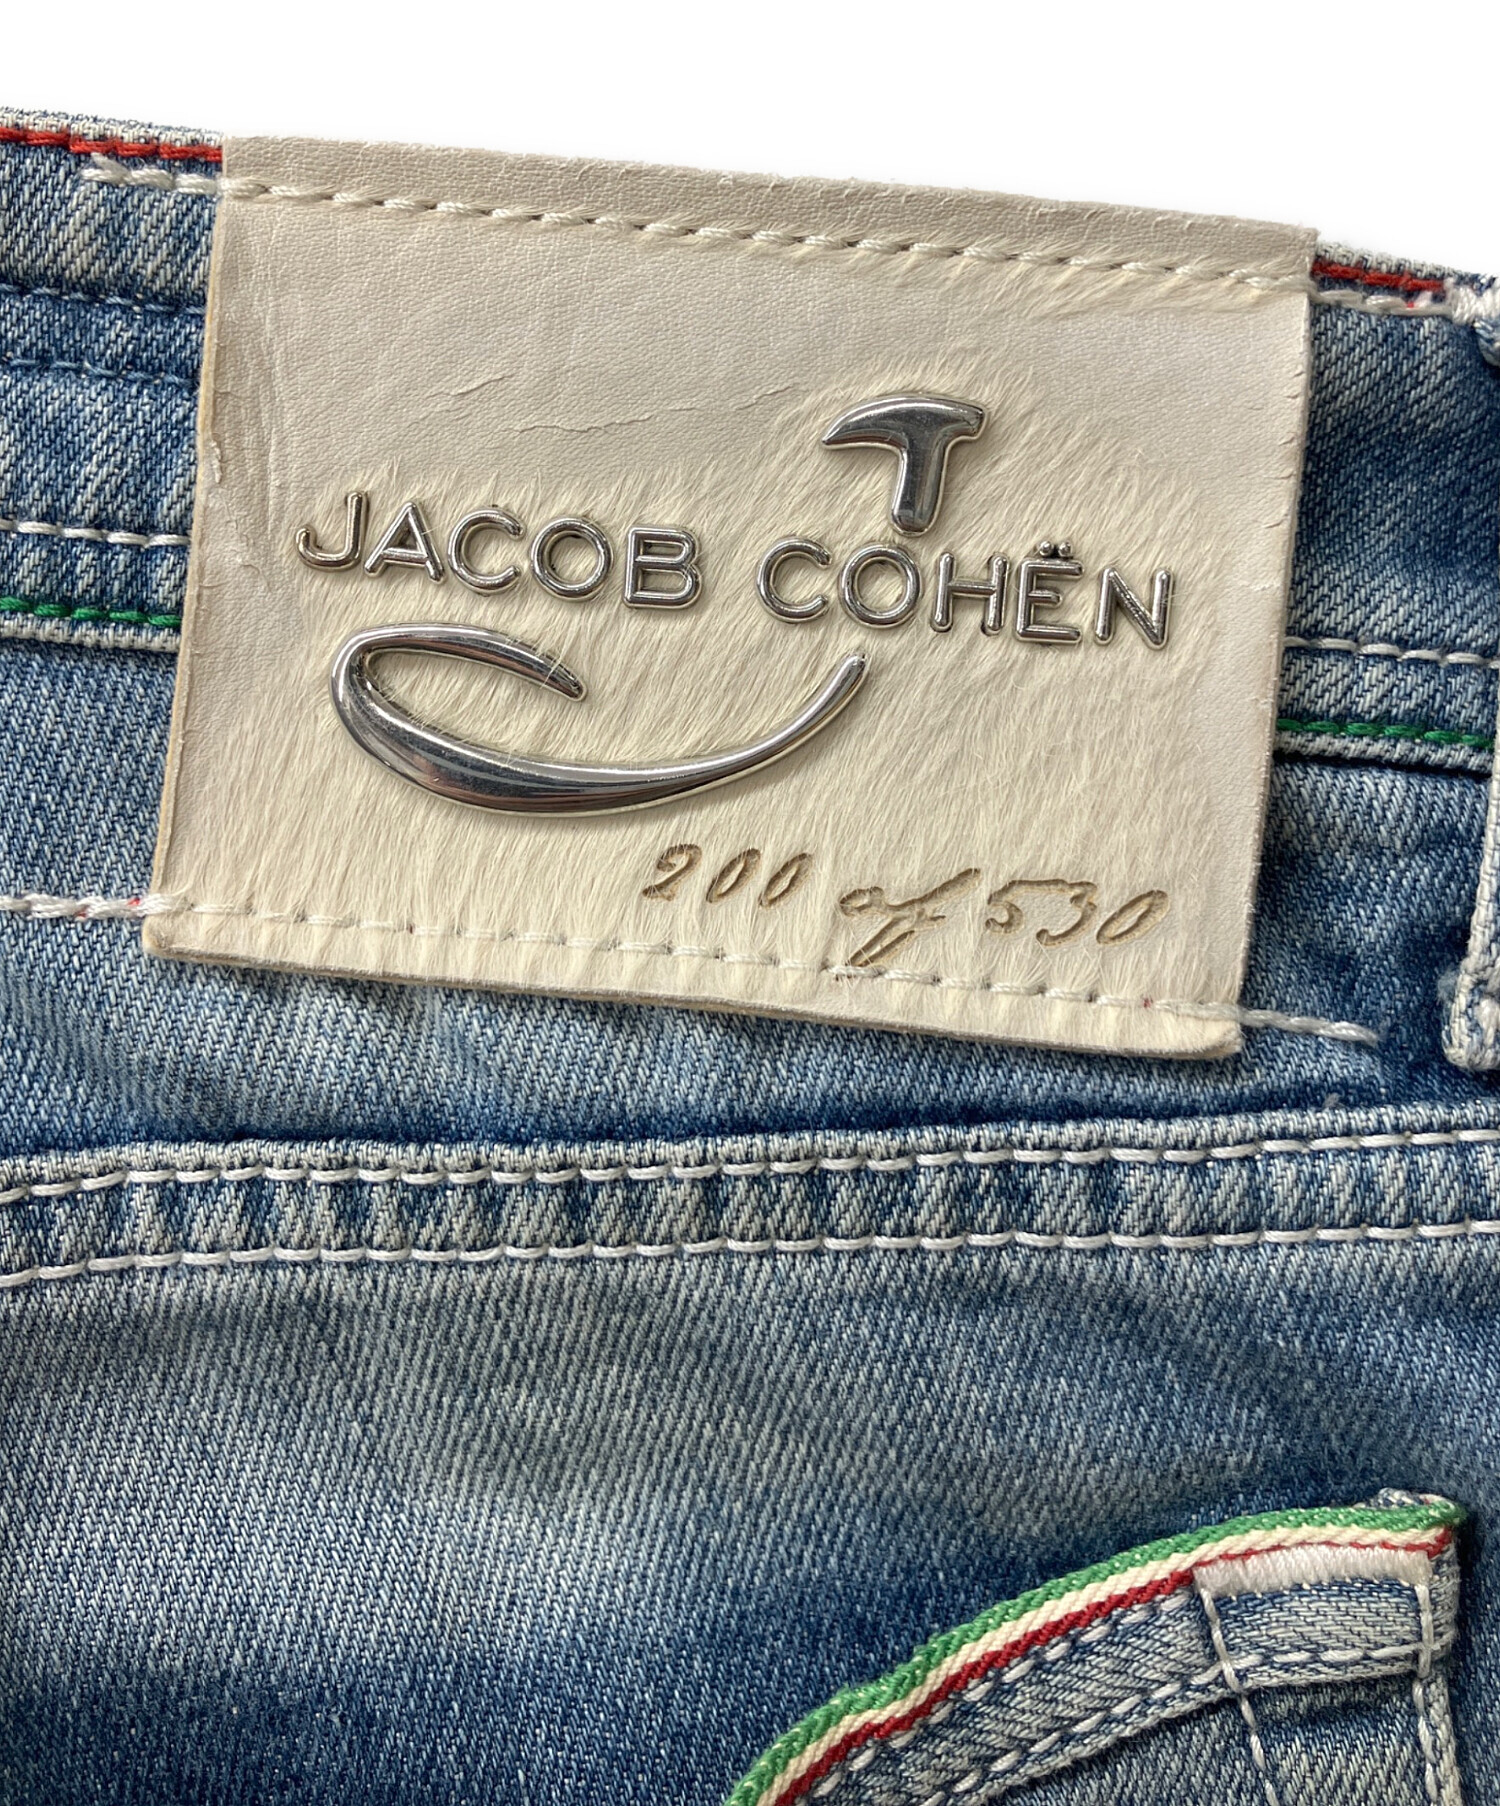 JACOB COHËN
200 of 530